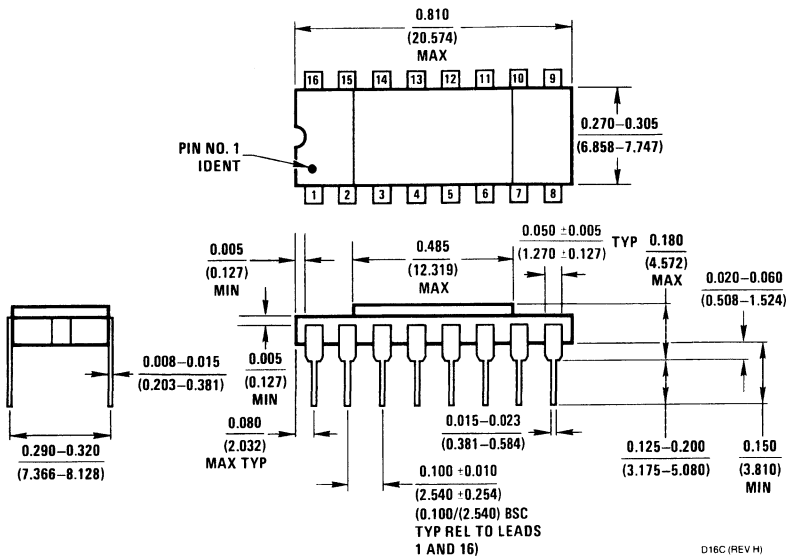 0.810
(20.574)
MAX
16 15 14 13 12 11 10 9
0.270–0.305
(6.858–7.747)
PIN NO. 1
IDENT
1 2 3 4 5 6 7 8
0.005
(0.127)
MIN
0.485
(12.319)
MAX
0.050 ±0.005
(1.270 ±0.127)
TYP
0.180
(4.572)
MAX
0.020–0.060
(0.508–1.524)
0.008–0.015
(0.203–0.381)
0.005
(0.127)
MIN
0.290–0.320
(7.366–8.128)
0.080
(2.032)
MAX TYP
0.015–0.023
(0.381–0.584)
0.125–0.200
(3.175–5.080)
0.150
(3.810)
MIN
0.100 ±0.010
(2.540 ±0.254)
(0.100/(2.540) BSC
TYP REL TO LEADS
1 AND 16)
D16C (REV H)